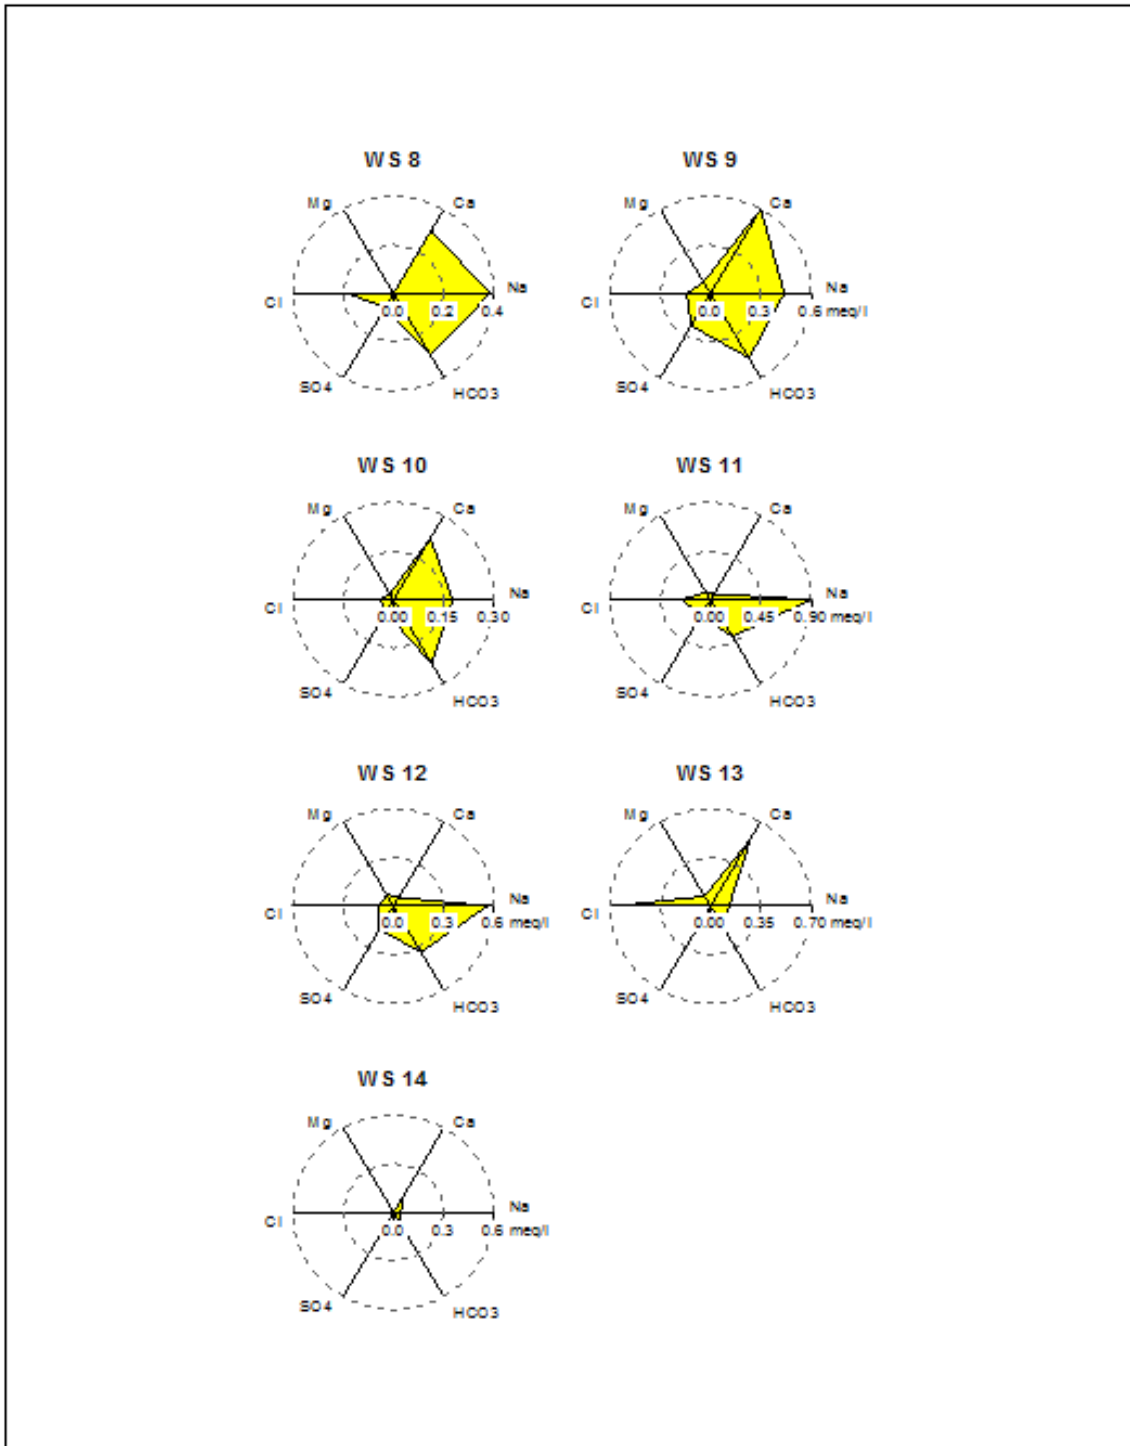 WS 8
WS 9
Mg
Ca
Mg
Ca
Cl
Na
Cl
Na
0.0
0.2
0.4
0.0
0.3
0.6 meq/l
SO4
HCO3
SO4
HCO3
WS 10
WS 11
Mg
Ca
Mg
Ca
Cl
Na
Cl
Na
0.00
0.15
0.30
0.00
0.45
0.90 meq/l
SO4
HCO3
SO4
HCO3
WS 12
WS 13
Mg
Ca
Mg
Ca
Cl
Na
Cl
Na
0.0
0.3
0.6 meq/l
0.00
0.35
0.70 meq/l
SO4
HCO3
SO4
HCO3
WS 14
Mg
Ca
Cl
Na
0.0
0.3
0.6 meq/l
SO4
HCO3